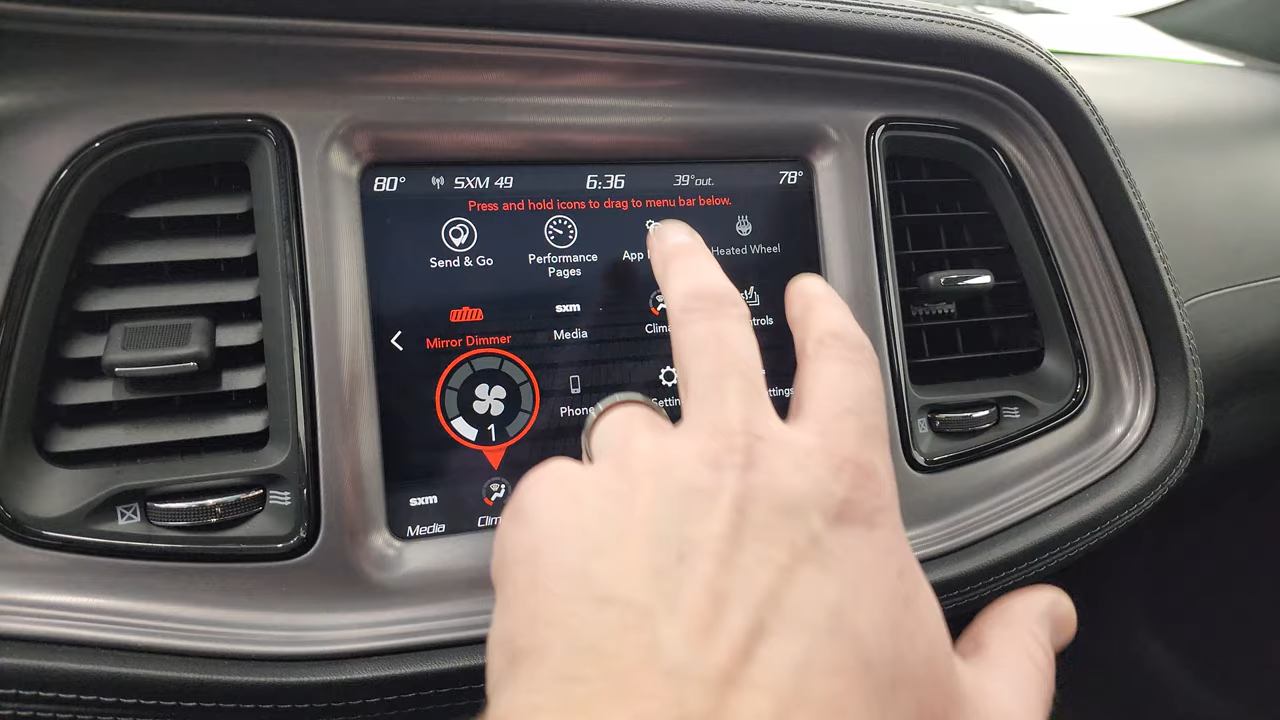 80° SXM 49 6:36 39°out. 78°
Press and hold icons to drag to menu bar below.
Send & Go
Performance
Pages
App
Heated Wheel
sxm
Media
Mirror Dimmer
1
Phone
sxm
Media